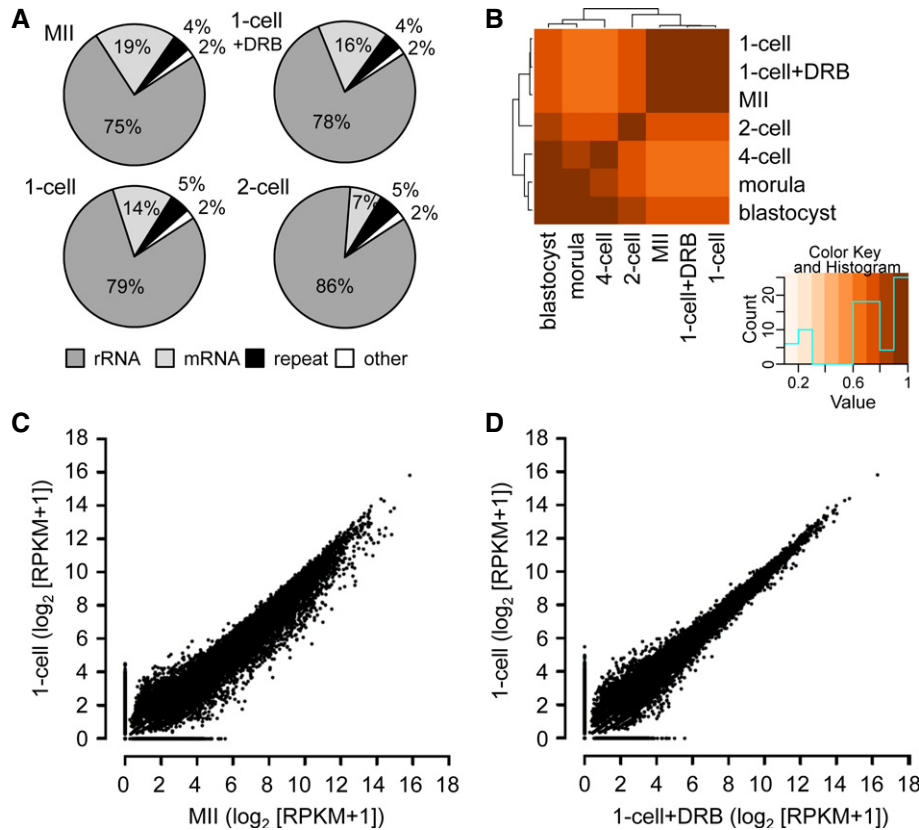 A
MII
19%
4%
2%
75%
1-cell
+DRB
16%
4%
2%
78%
1-cell
14%
5%
2%
79%
2-cell
7%
5%
2%
86%
rRNA mRNA repeat other
B
1-cell
1-cell+DRB
MII
2-cell
4-cell
morula
blastocyst
blastocyst
morula
4-cell
2-cell
MII
1-cell+DRB
1-cell
Color Key
and Histogram
Count
0 10 20
0.2 0.6 1
Value
C
1-cell (log2 [RPKM+1])
18
16
14
12
10
8
6
4
2
0
0 2 4 6 8 10 12 14 16 18
MII (log2 [RPKM+1])
D
1-cell (log2 [RPKM+1])
18
16
14
12
10
8
6
4
2
0
0 2 4 6 8 10 12 14 16 18
1-cell+DRB (log2 [RPKM+1])